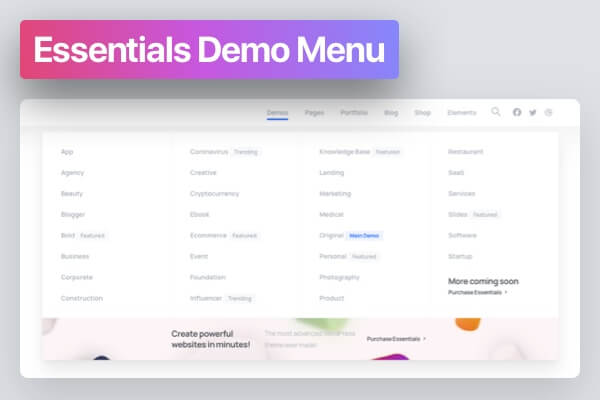 Essentials Demo Menu
Demos Pages Portfolio Blog Shop Elements
App
Agency
Beauty
Blogger
Bold Featured
Business
Corporate
Construction
Coronavirus Trending
Creative
Cryptocurrency
Ebook
Ecommerce Featured
Event
Foundation
Influencer Trending
Knowledge Base Featured
Landing
Marketing
Medical
Original Main Demo
Personal Featured
Photography
Product
Restaurant
SaaS
Services
Slides Featured
Software
Startup
More coming soon
Purchase Essentials
Create powerful
websites in minutes!
The most advanced WordPress
theme ever made!
Purchase Essentials